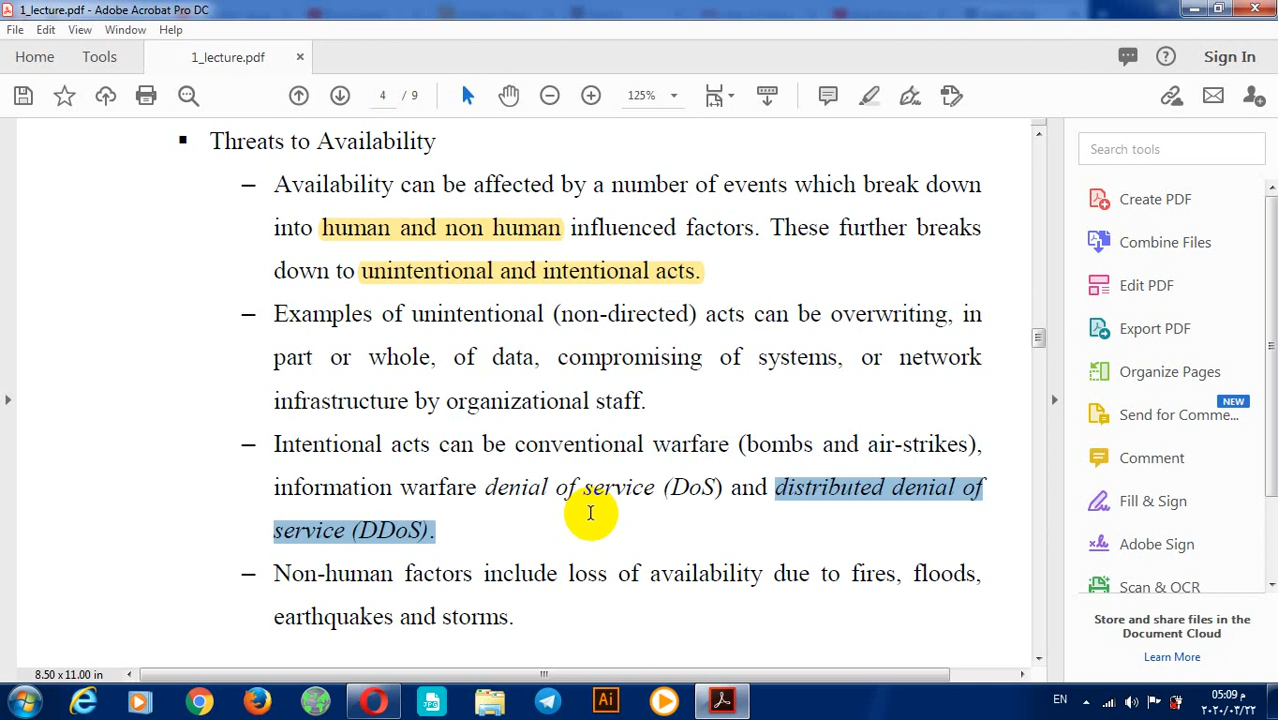 1_lecture.pdf - Adobe Acrobat Pro DC
File Edit View Window Help
Home Tools 1_lecture.pdf × Sign In
4 / 9 125%
▪ Threats to Availability
– Availability can be affected by a number of events which break down
into human and non human influenced factors. These further breaks
down to unintentional and intentional acts.
– Examples of unintentional (non-directed) acts can be overwriting, in
part or whole, of data, compromising of systems, or network
infrastructure by organizational staff.
– Intentional acts can be conventional warfare (bombs and air-strikes),
information warfare denial of service (DoS) and distributed denial of
service (DDoS).
– Non-human factors include loss of availability due to fires, floods,
earthquakes and storms.
8.50 x 11.00 in
Search tools
Create PDF
Combine Files
Edit PDF
Export PDF
Organize Pages
NEW
Send for Comme...
Comment
Fill & Sign
Adobe Sign
Scan & OCR
Store and share files in the
Document Cloud
Learn More
JPG
Ai
EN
05:09 م
٢٠٢٠/٠٣/٢٢